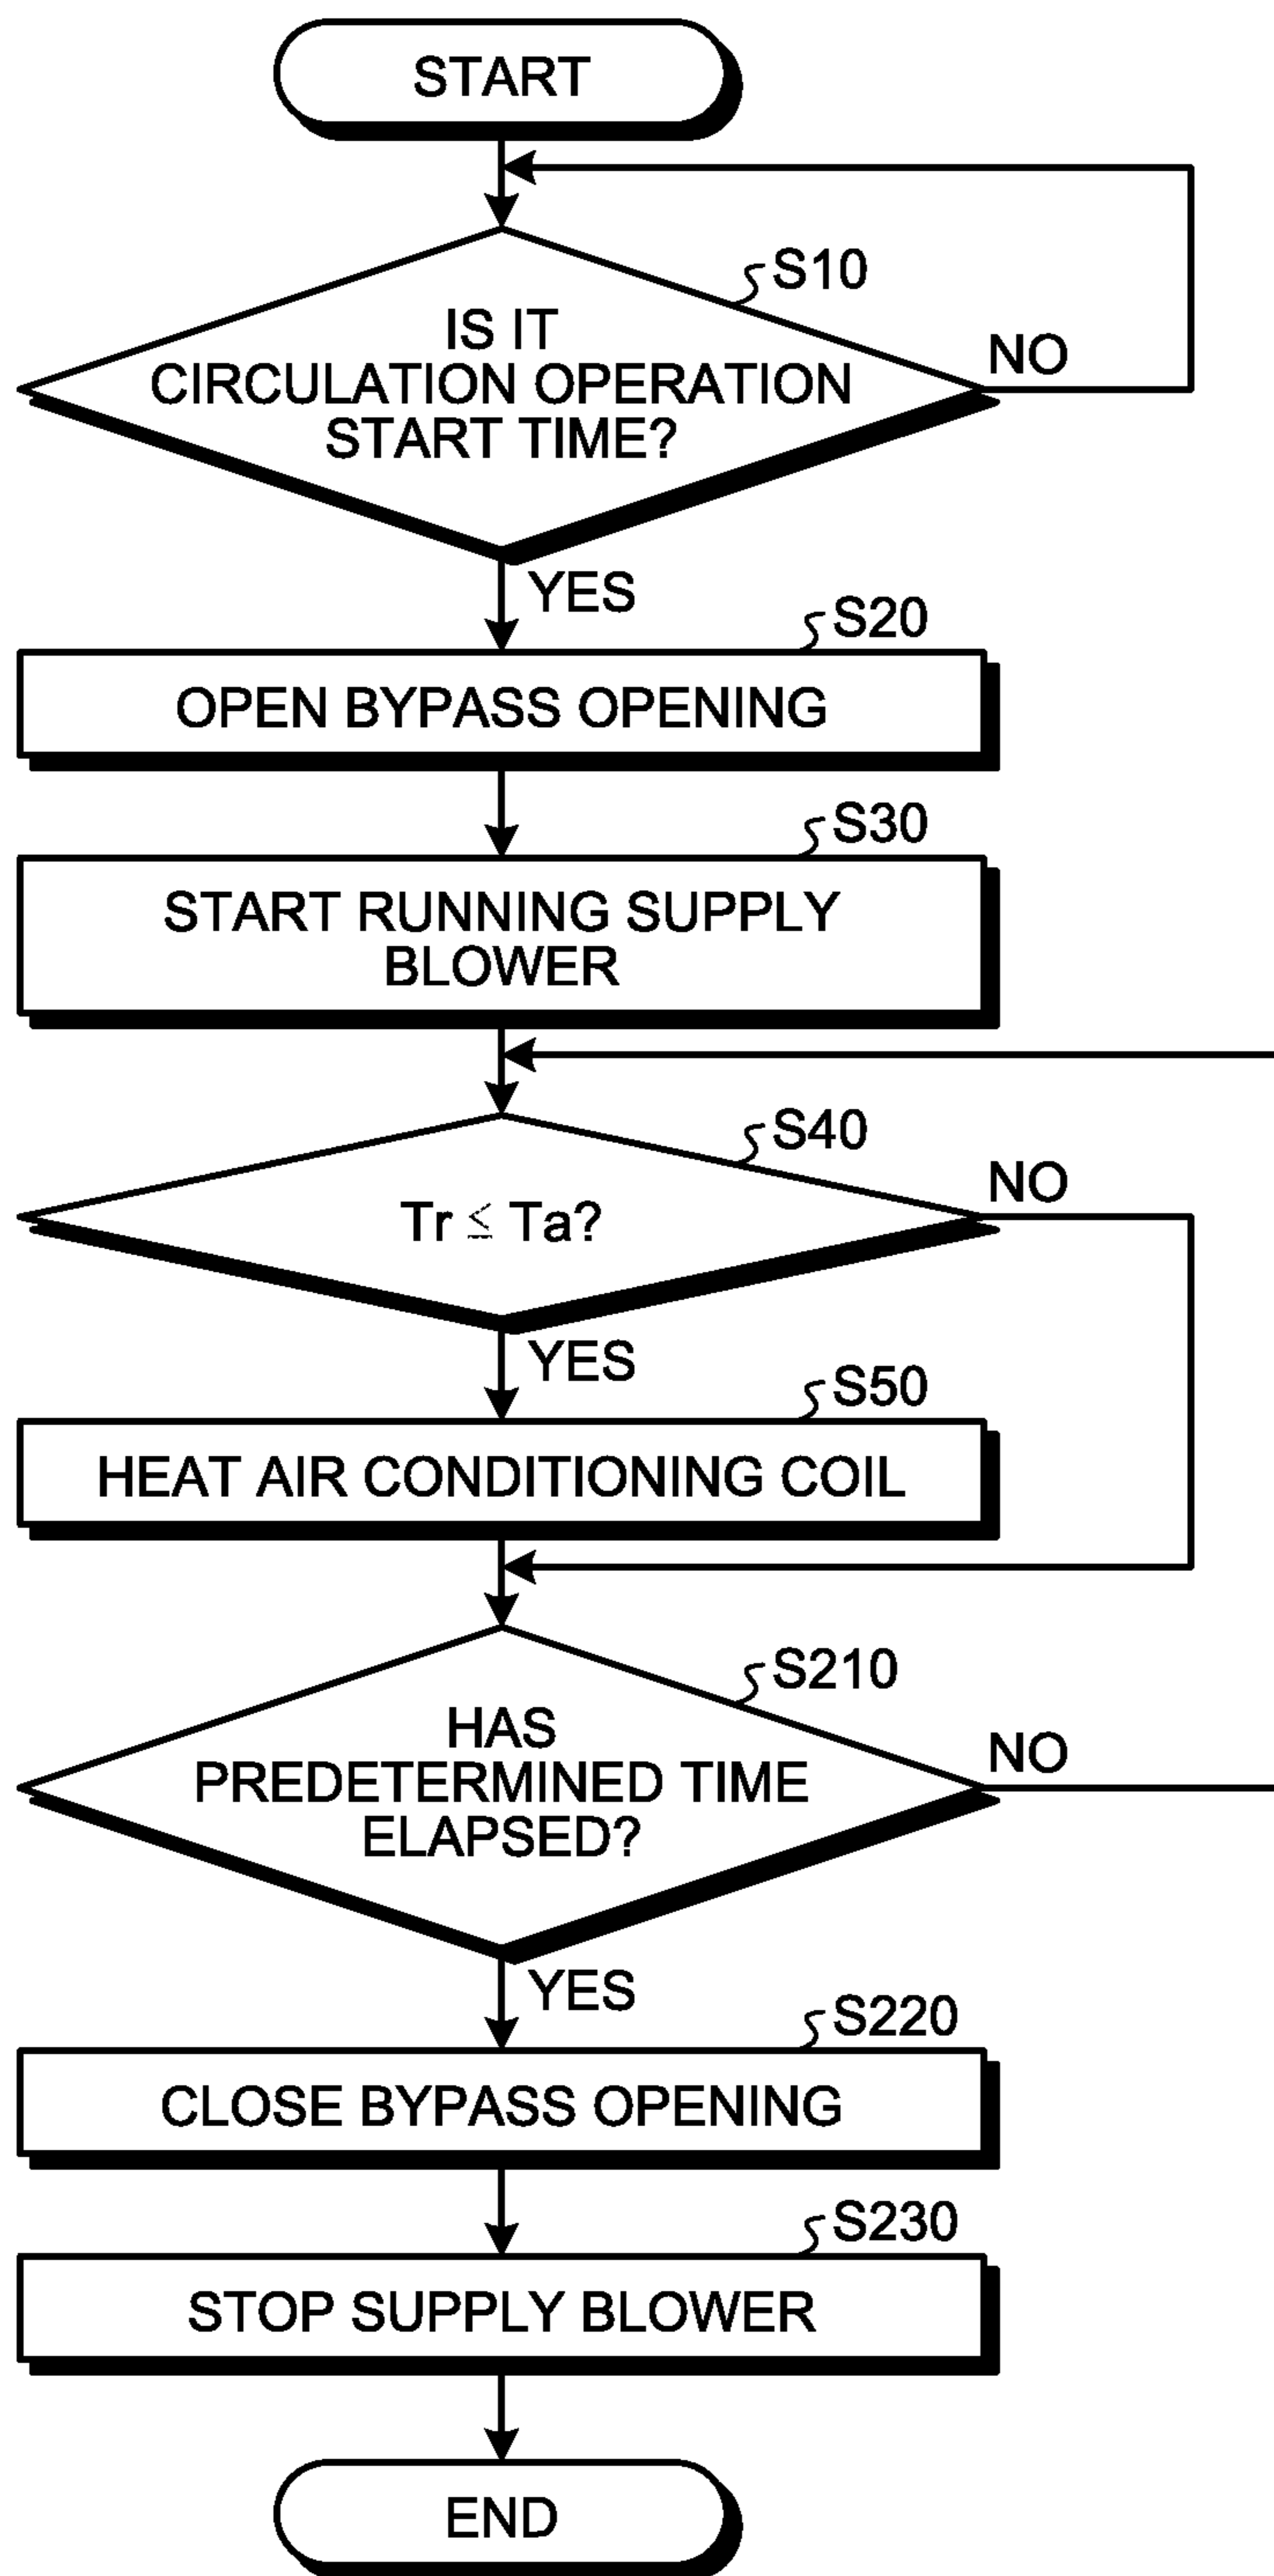 START
S10
IS IT
CIRCULATION OPERATION
START TIME?
NO
YES
S20
OPEN BYPASS OPENING
S30
START RUNNING SUPPLY
BLOWER
S40
NO
Tr ≤ Ta?
YES
S50
HEAT AIR CONDITIONING COIL
S210
HAS
PREDETERMINED TIME
ELAPSED?
NO
YES
S220
CLOSE BYPASS OPENING
S230
STOP SUPPLY BLOWER
END